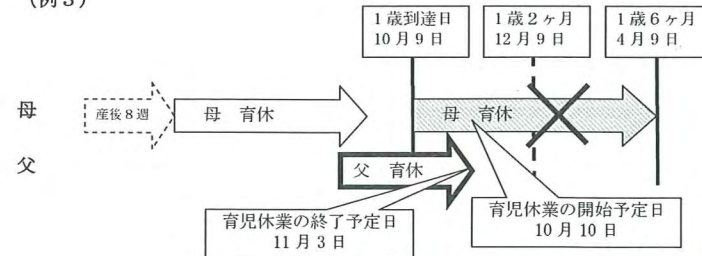 （例３）
１歳到達日
10月9日
１歳２ヶ月
12月9日
１歳６ヶ月
4月9日
母
産後８週
母　育休
母　育休
父
父　育休
育児休業の終了予定日
11月3日
育児休業の開始予定日
10月10日